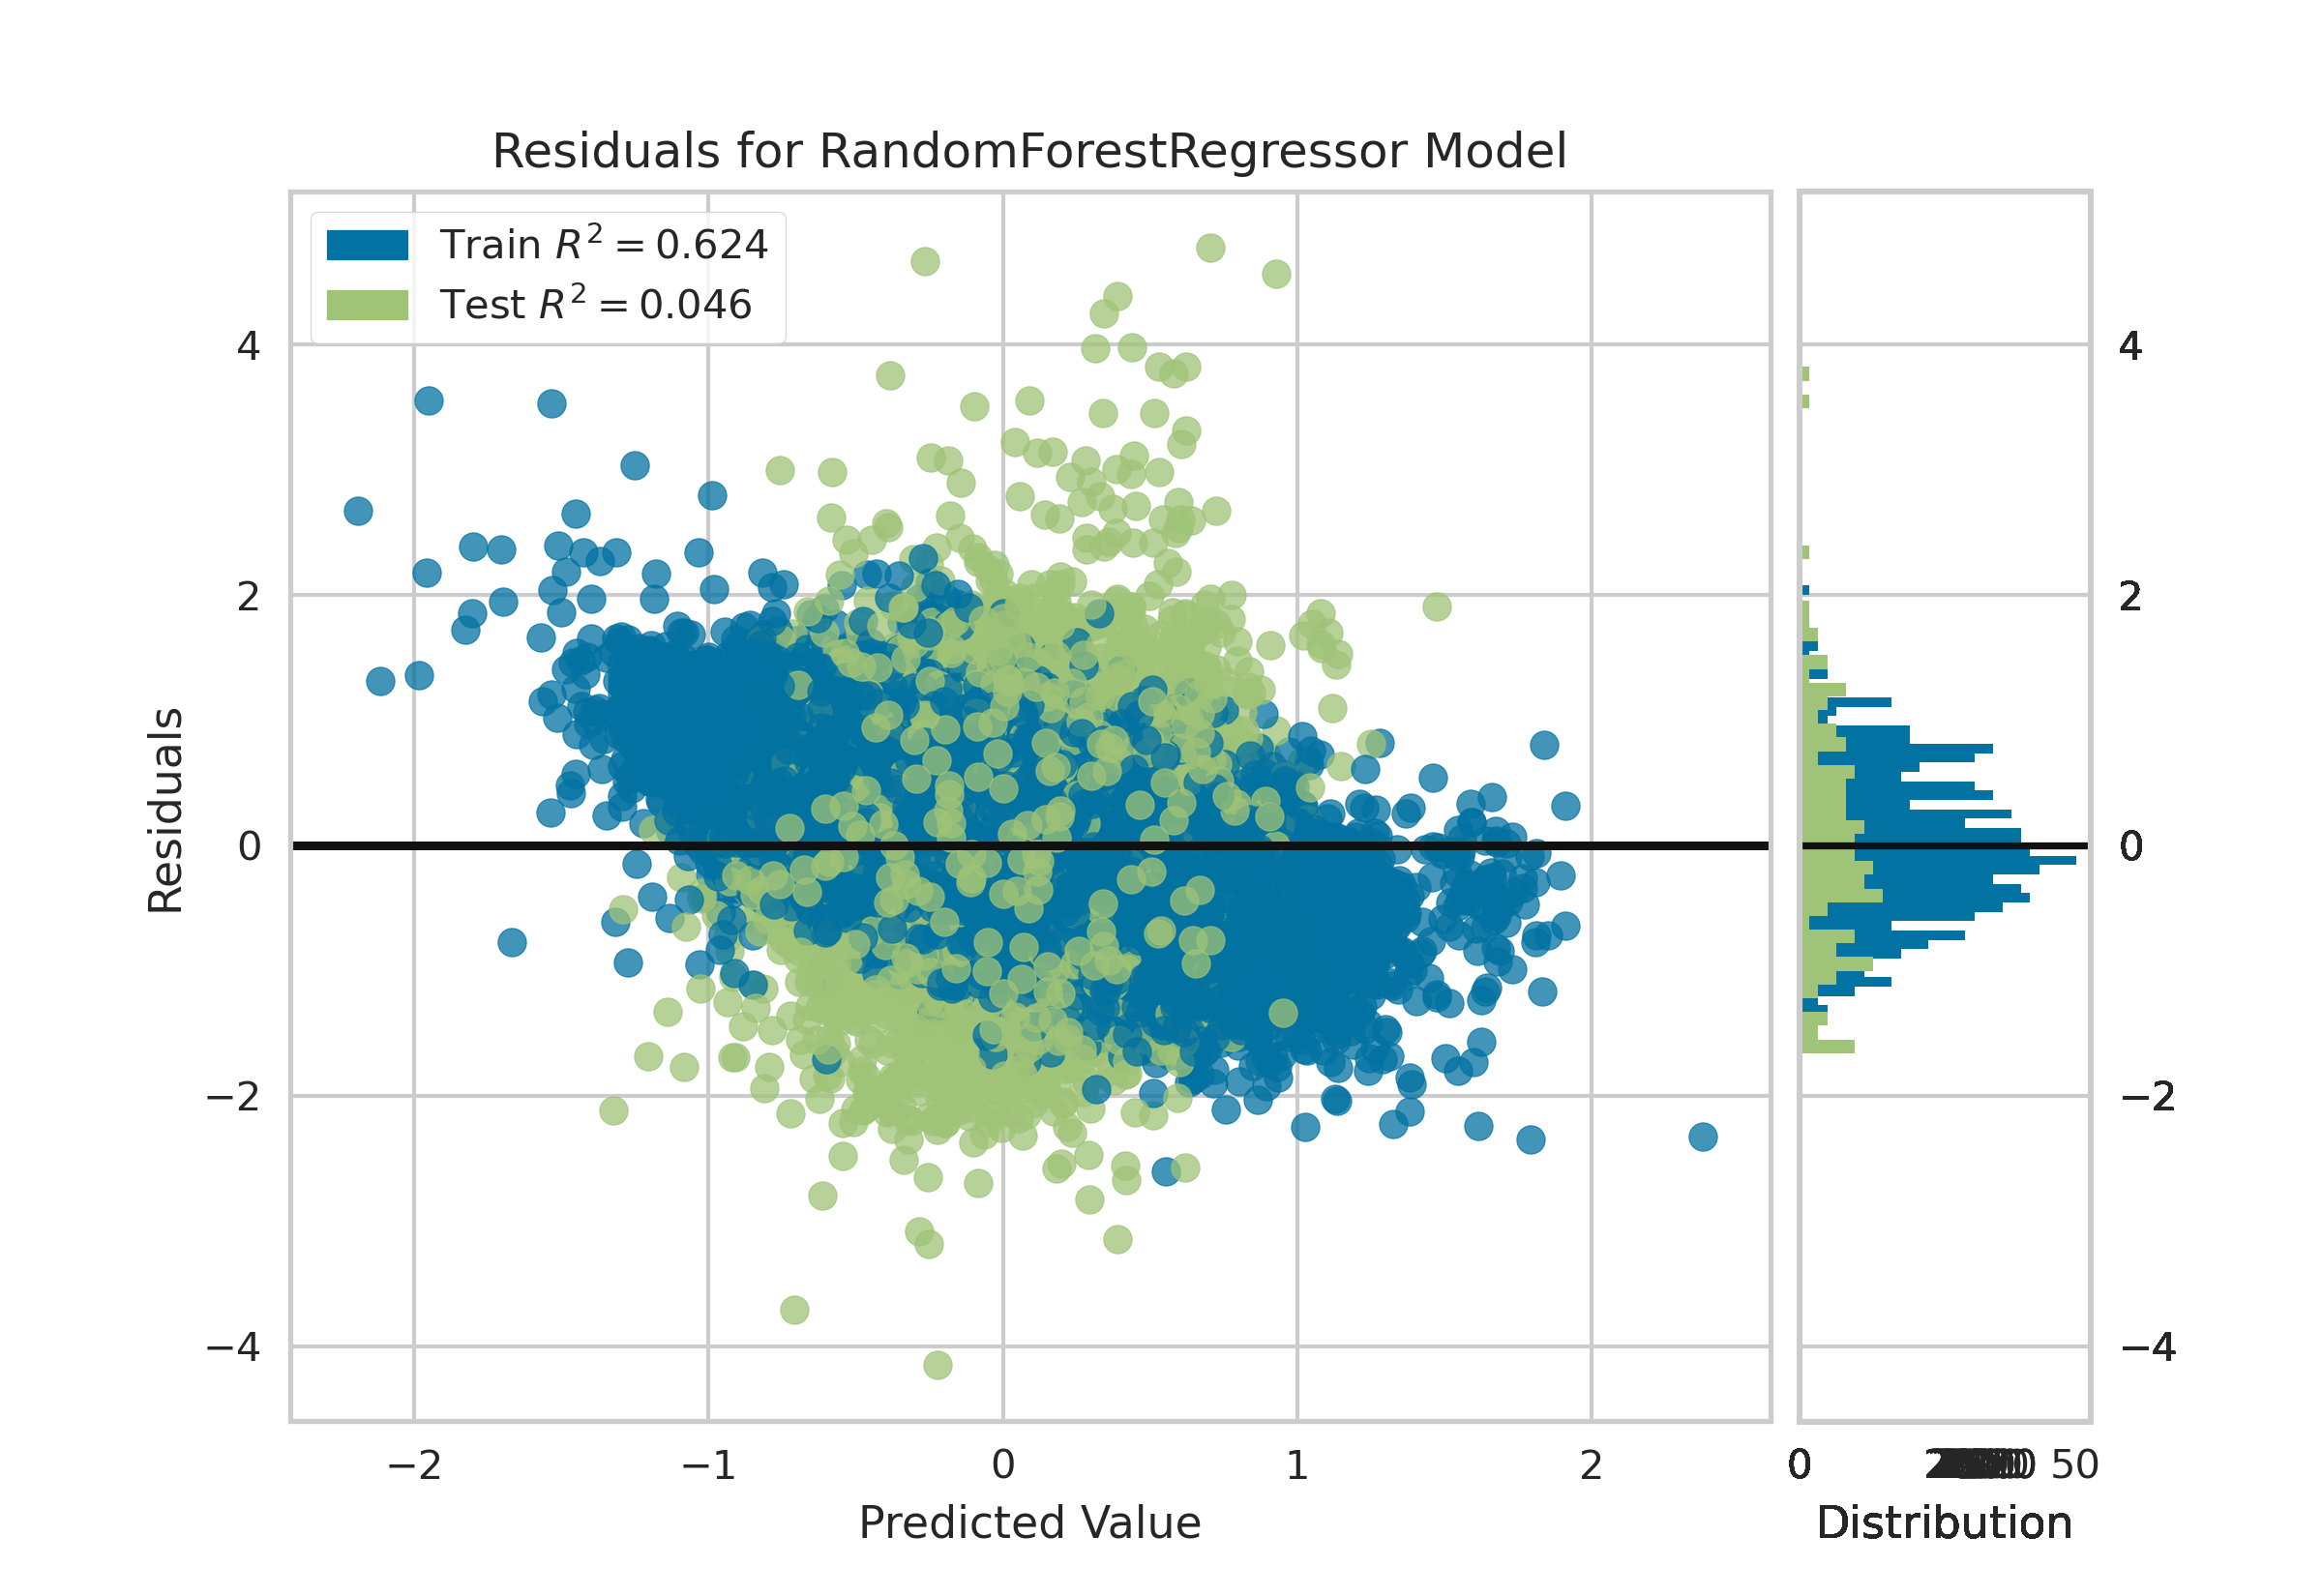 Residuals for RandomForestRegressor Model
Train R² = 0.624
Test R² = 0.046
4
2
0
−2
−4
Residuals
−2
−1
0
1
2
Predicted Value
4
2
0
−2
−4
0
50
Distribution